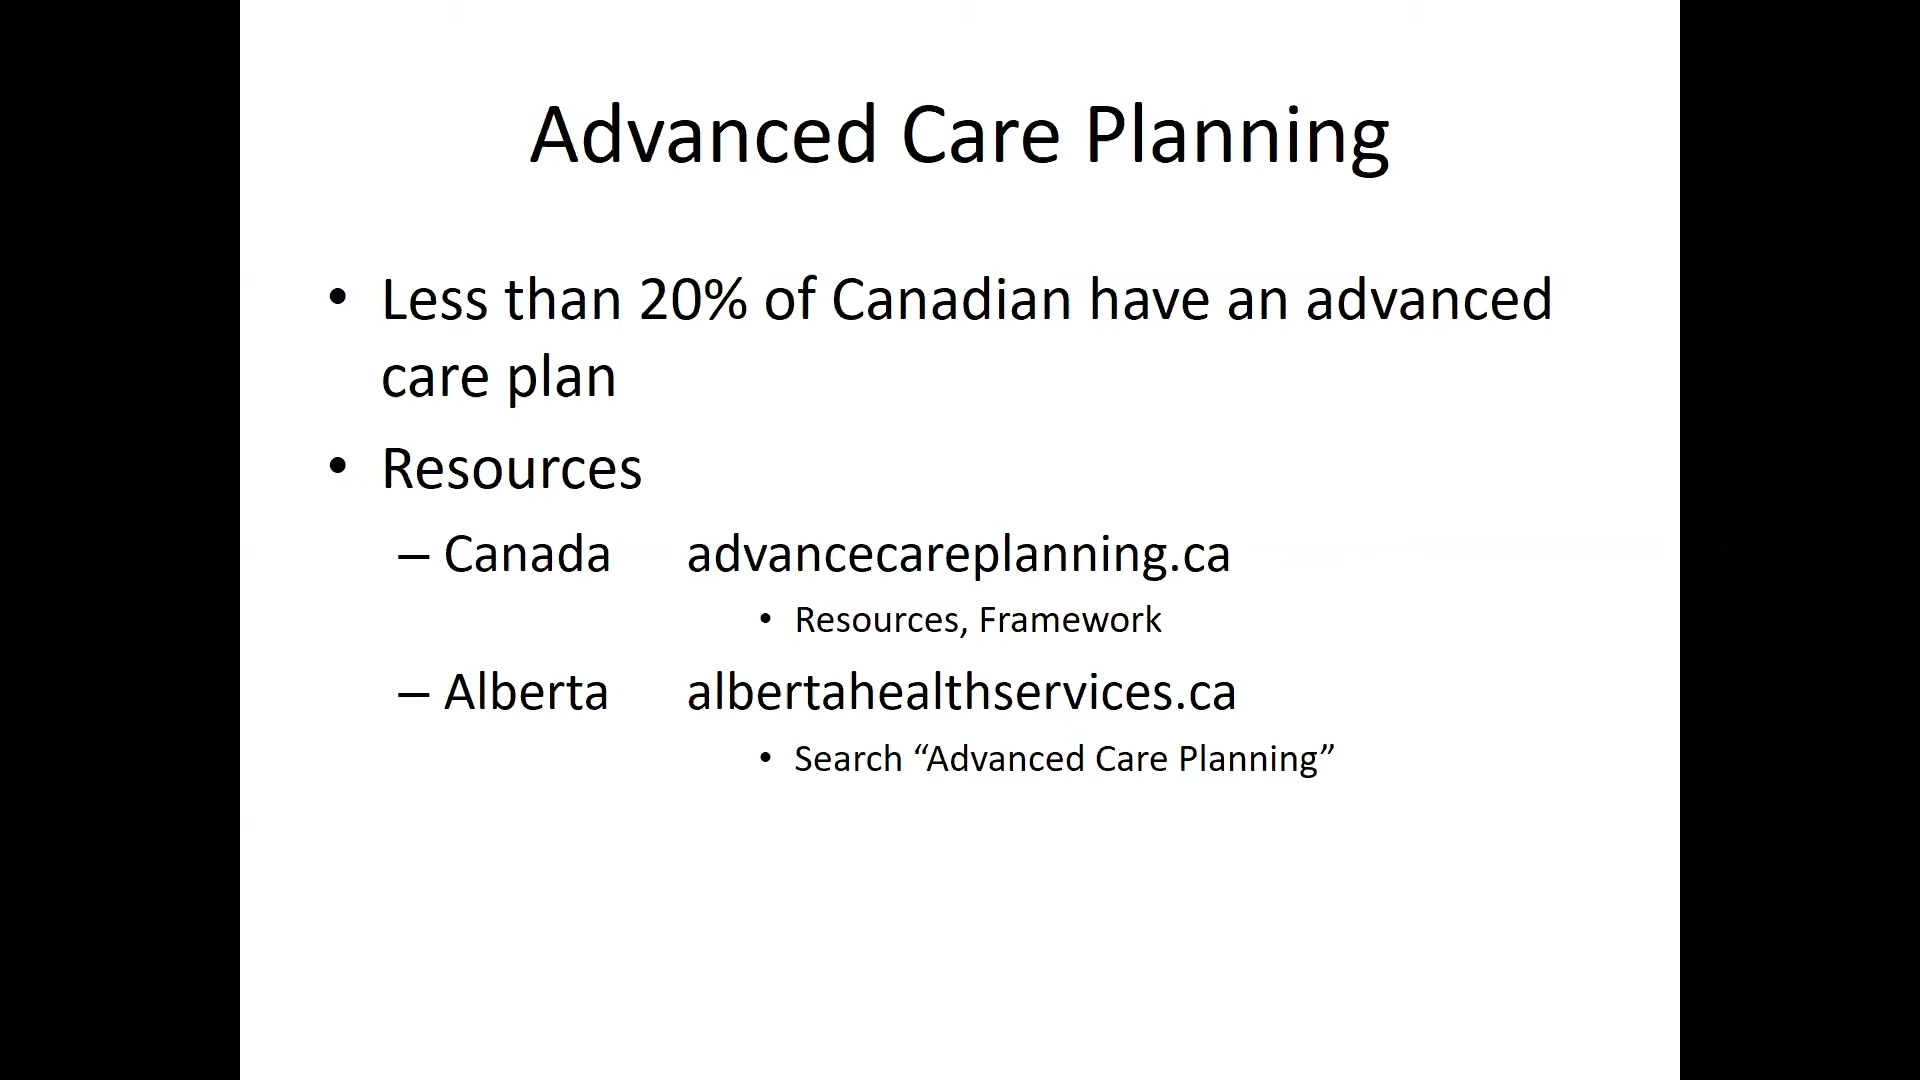 Advanced Care Planning
• Less than 20% of Canadian have an advanced
care plan
• Resources
– Canada advancecareplanning.ca
• Resources, Framework
– Alberta albertahealthservices.ca
• Search “Advanced Care Planning”